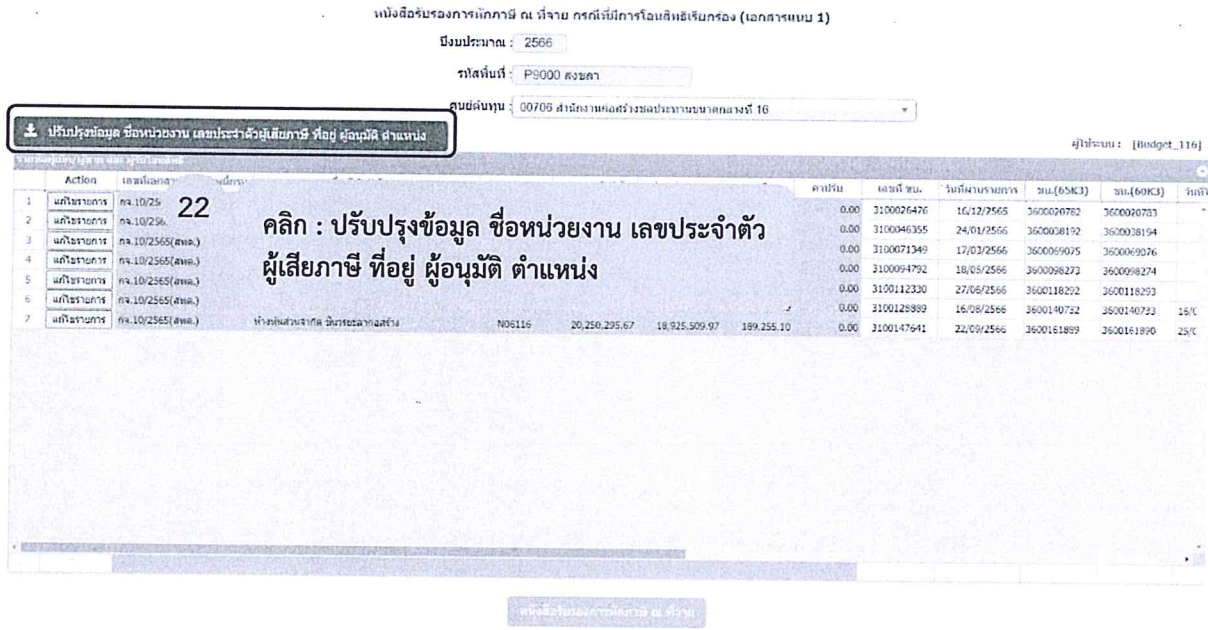 หนังสือรับรองการหักภาษี ณ ที่จาย กรณีที่มีการโอนสิทธิเรียกร้อง (เอกสารแบบ 1)
ปีงบประมาณ : 2566
รหัสพื้นที่ : P9000 สงขลา
ศูนย์ต้นทุน : 00706 สำนักงานก่อสร้างชลประทานขนาดกลางที่ 16
ปรับปรุงข้อมูล ชื่อหน่วยงาน เลขประจำตัวผู้เสียภาษี ที่อยู่ ผู้อนุมัติ ตำแหน่ง
ผู้ใช้ระบบ : [Budget_116]
Action ค่าปรับ เลขที่ ขบ. วันที่ผ่านรายการ ขบ.(65K3) ขบ.(60K3)
1 แก้ไขรายการ กจ.10/25 0.00 3100026476 16/12/2565 3600020782 3600020783
2 แก้ไขรายการ กจ.10/256 0.00 3100046355 24/01/2566 3600038192 3600038194
3 แก้ไขรายการ กจ.10/2565(สพด.) 0.00 3100071349 17/03/2566 3600069075 3600069076
4 แก้ไขรายการ กจ.10/2565(สพด.) 0.00 3100094792 18/05/2566 3600098273 3600098274
5 แก้ไขรายการ กจ.10/2565(สพด.) 0.00 3100112330 27/06/2566 3600118292 3600118293
6 แก้ไขรายการ กจ.10/2565(สพด.) 0.00 3100128889 16/08/2566 3600140732 3600140733 16/0
7 แก้ไขรายการ กจ.10/2565(สพด.) ห้างหุ้นส่วนจำกัด N06116 20,250,295.67 18,925,509.97 189,255.10 0.00 3100147641 22/09/2566 3600161889 3600161890 25/0
22
คลิก : ปรับปรุงข้อมูล ชื่อหน่วยงาน เลขประจำตัว
ผู้เสียภาษี ที่อยู่ ผู้อนุมัติ ตำแหน่ง
หนังสือรับรองการหักภาษี ณ ที่จาย